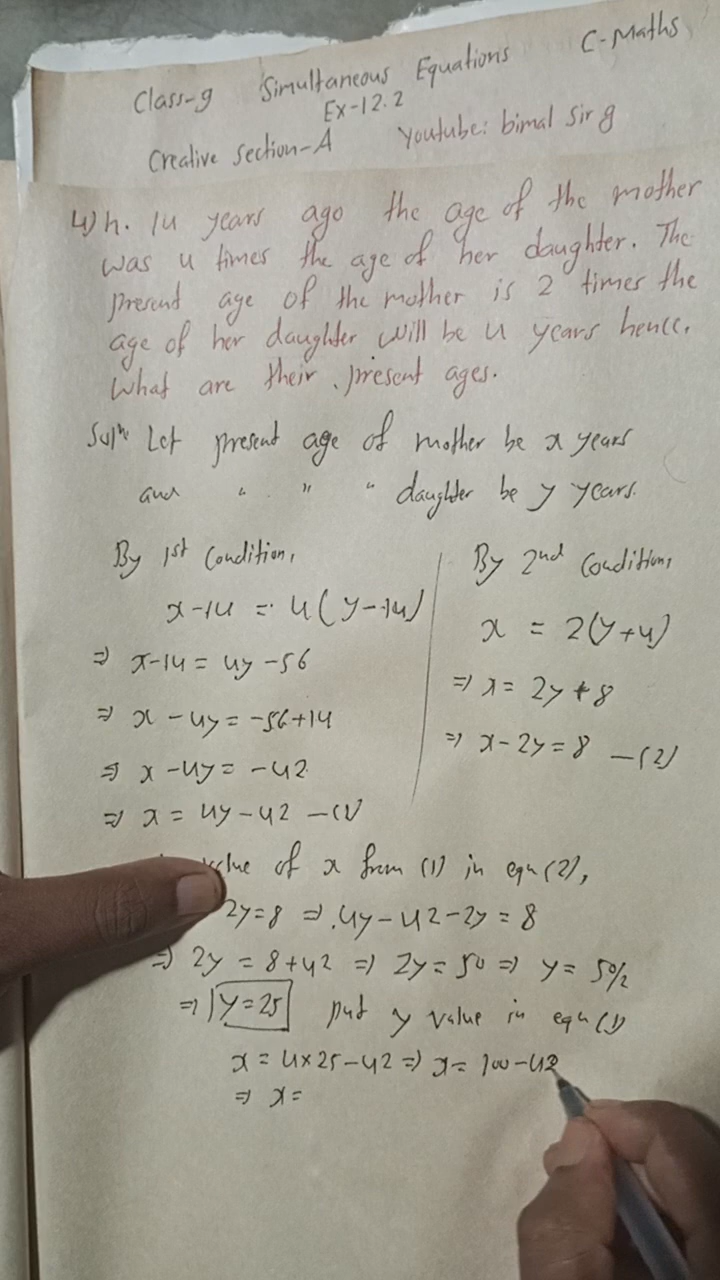 Class-9 Simultaneous Equations C-Maths
Ex-12.2
Creative Section-A Youtube: bimal Sir g
4) h. 14 years ago the age of the mother
was 4 times the age of her daughter. The
present age of the mother is 2 times the
age of her daughter will be 4 years hence.
What are their present ages.
Solⁿ Let present age of mother be x years
and " " " daughter be y years.
By 1st Condition,
x-14 = 4(y-14)
⇒ x-14 = 4y-56
⇒ x-4y = -56+14
⇒ x-4y = -42
⇒ x = 4y-42 -(1)
By 2nd Condition,
x = 2(y+4)
⇒ x = 2y+8
⇒ x-2y=8 -(2)
value of x from (1) in eqn (2),
2y=8 ⇒ 4y-42-2y = 8
⇒ 2y = 8+42 ⇒ 2y = 50 ⇒ y = 50/2
⇒ y=25 put y value in eqn (1)
x = 4×25-42 ⇒ x = 100-42
⇒ x =